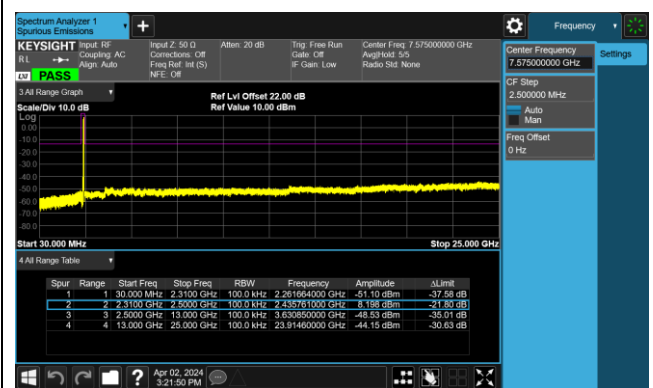 Spectrum Analyzer 1
Spurious Emissions
Frequency
KEYSIGHT Input: RF Input Z: 50 Ω Atten: 20 dB Trig: Free Run Center Freq: 7.575000000 GHz
RL Coupling: AC Corrections: Off Gate: Off Avg|Hold: 5/5
Align: Auto Freq Ref: Int (S) IF Gain: Low Radio Std: None
NFE: Off
LXI PASS
Center Frequency
7.575000000 GHz
Settings
CF Step
2.500000 MHz
Auto
Man
Freq Offset
0 Hz
3 All Range Graph
Ref Lvl Offset 22.00 dB
Scale/Div 10.0 dB Ref Value 10.00 dBm
Log
0.00
-10.0
-20.0
-30.0
-40.0
-50.0
-60.0
-70.0
-80.0
Start 30.000 MHz Stop 25.000 GHz
4 All Range Table
Spur Range Start Freq Stop Freq RBW Frequency Amplitude ΔLimit
1 1 30.000 MHz 2.3100 GHz 100.0 kHz 2.261664000 GHz -51.10 dBm -37.58 dB
2 2 2.3100 GHz 2.5000 GHz 100.0 kHz 2.435761000 GHz 8.198 dBm -21.80 dB
3 3 2.5000 GHz 13.000 GHz 100.0 kHz 3.630850000 GHz -48.53 dBm -35.01 dB
4 4 13.000 GHz 25.000 GHz 100.0 kHz 23.91460000 GHz -44.15 dBm -30.63 dB
Apr 02, 2024
3:21:50 PM